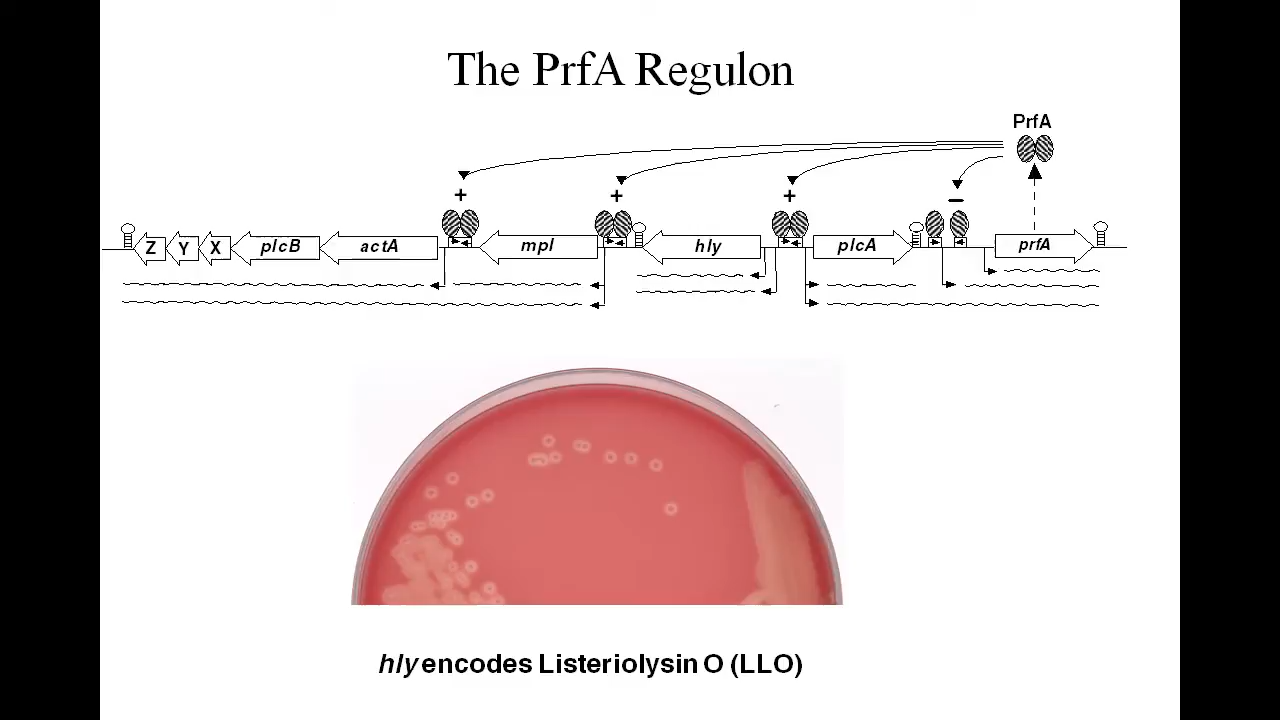 The PrfA Regulon
PrfA
+ + + –
Z Y X plcB actA mpl hly plcA prfA
hly encodes Listeriolysin O (LLO)